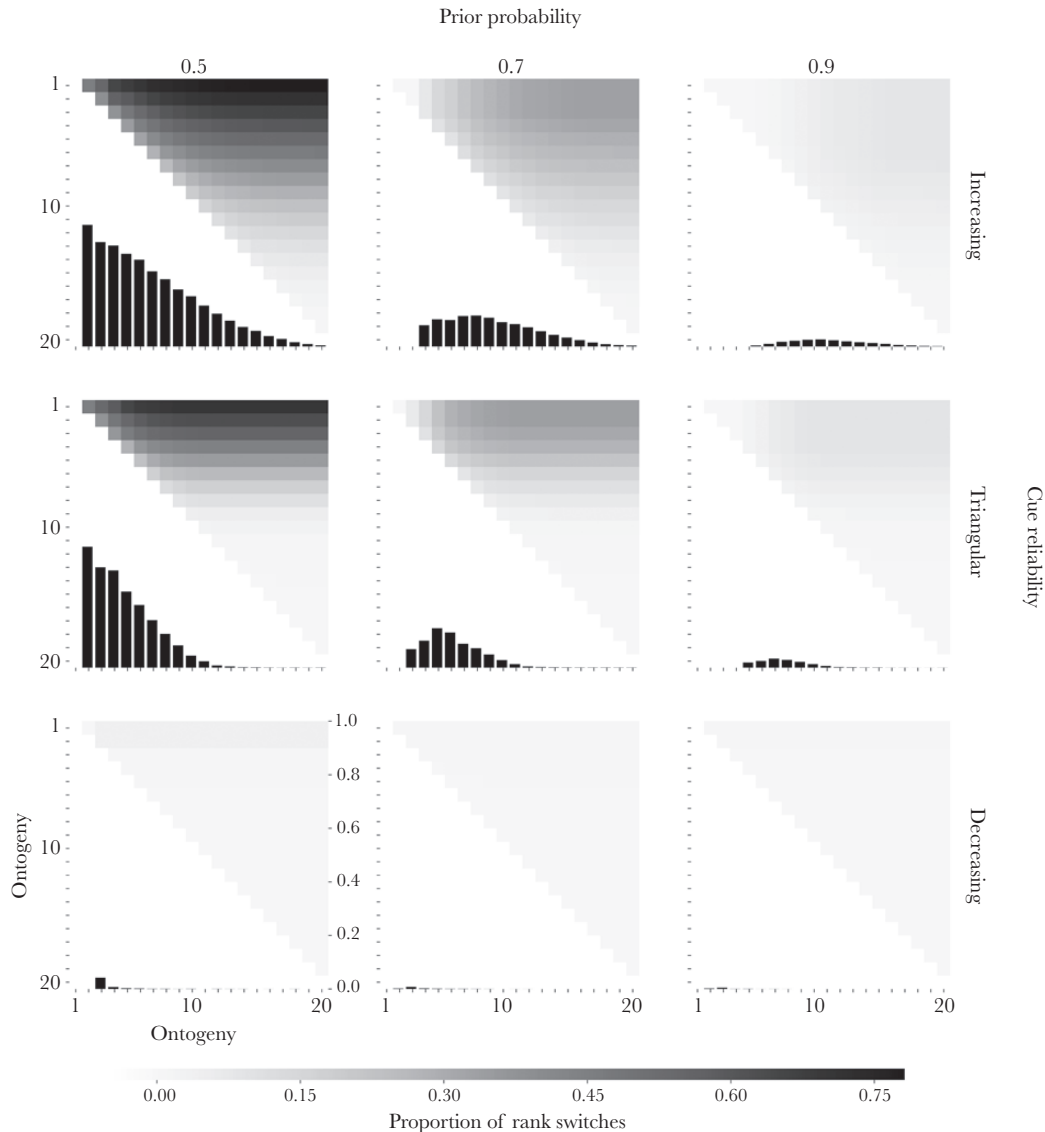 Prior probability
0.5 0.7 0.9
1
10
20
Increasing
1
10
20
Triangular
Cue reliability
1
10
20
Ontogeny
1.0
0.8
0.6
0.4
0.2
0.0
Decreasing
1 10 20 1 10 20 1 10 20
Ontogeny
0.00 0.15 0.30 0.45 0.60 0.75
Proportion of rank switches